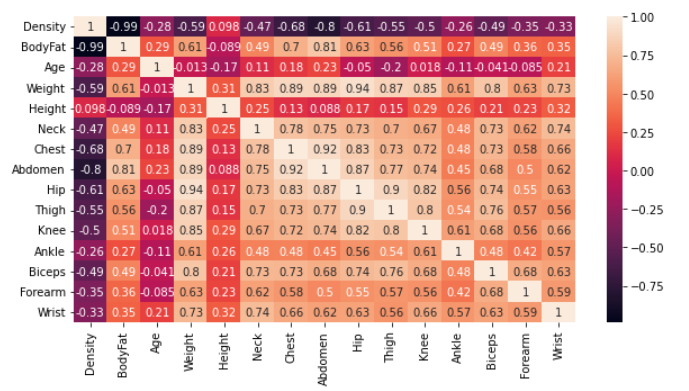 Density 1 -0.99 -0.28 -0.59 0.098 -0.47 -0.68 -0.8 -0.61 -0.55 -0.5 -0.26 -0.49 -0.35 -0.33
BodyFat -0.99 1 0.29 0.61 -0.089 0.49 0.7 0.81 0.63 0.56 0.51 0.27 0.49 0.36 0.35
Age -0.28 0.29 1 -0.013 -0.17 0.11 0.18 0.23 -0.05 -0.2 0.018 -0.11 -0.041 -0.085 0.21
Weight -0.59 0.61 -0.013 1 0.31 0.83 0.89 0.89 0.94 0.87 0.85 0.61 0.8 0.63 0.73
Height 0.098 -0.089 -0.17 0.31 1 0.25 0.13 0.088 0.17 0.15 0.29 0.26 0.21 0.23 0.32
Neck -0.47 0.49 0.11 0.83 0.25 1 0.78 0.75 0.73 0.7 0.67 0.48 0.73 0.62 0.74
Chest -0.68 0.7 0.18 0.89 0.13 0.78 1 0.92 0.83 0.73 0.72 0.48 0.73 0.58 0.66
Abdomen -0.8 0.81 0.23 0.89 0.088 0.75 0.92 1 0.87 0.77 0.74 0.45 0.68 0.5 0.62
Hip -0.61 0.63 -0.05 0.94 0.17 0.73 0.83 0.87 1 0.9 0.82 0.56 0.74 0.55 0.63
Thigh -0.55 0.56 -0.2 0.87 0.15 0.7 0.73 0.77 0.9 1 0.8 0.54 0.76 0.57 0.56
Knee -0.5 0.51 0.018 0.85 0.29 0.67 0.72 0.74 0.82 0.8 1 0.61 0.68 0.56 0.66
Ankle -0.26 0.27 -0.11 0.61 0.26 0.48 0.48 0.45 0.56 0.54 0.61 1 0.48 0.42 0.57
Biceps -0.49 0.49 -0.041 0.8 0.21 0.73 0.73 0.68 0.74 0.76 0.68 0.48 1 0.68 0.63
Forearm -0.35 0.36 -0.085 0.63 0.23 0.62 0.58 0.5 0.55 0.57 0.56 0.42 0.68 1 0.59
Wrist -0.33 0.35 0.21 0.73 0.32 0.74 0.66 0.62 0.63 0.56 0.66 0.57 0.63 0.59 1
Density BodyFat Age Weight Height Neck Chest Abdomen Hip Thigh Knee Ankle Biceps Forearm Wrist
1.00
0.75
0.50
0.25
0.00
-0.25
-0.50
-0.75